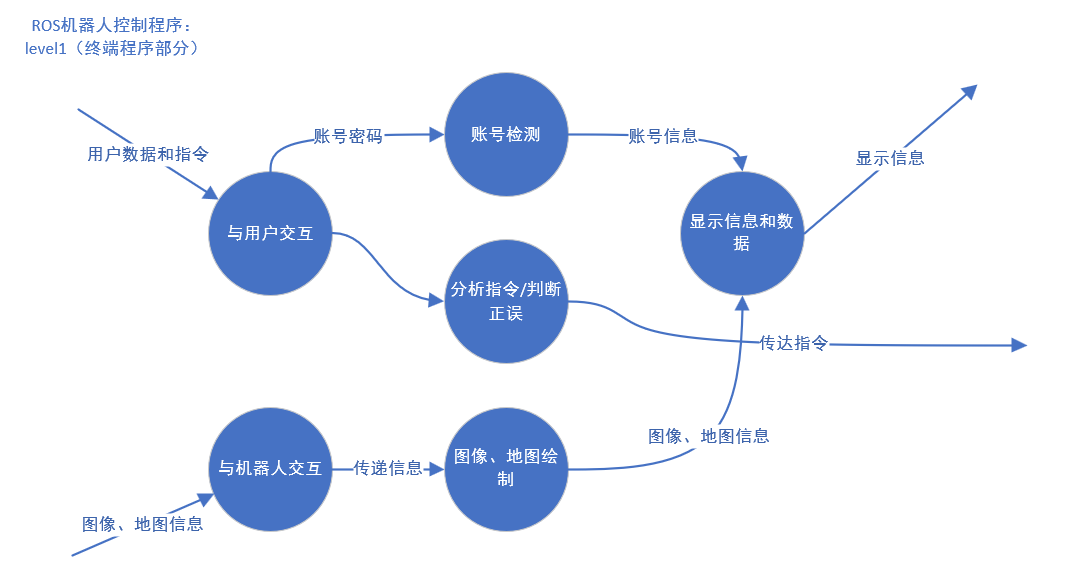 ROS机器人控制程序：
level1（终端程序部分）
用户数据和指令
账号密码
账号检测
账号信息
显示信息
与用户交互
显示信息和数
据
分析指令/判断
正误
传达指令
图像、地图信息
与机器人交互
传递信息
图像、地图绘
制
图像、地图信息